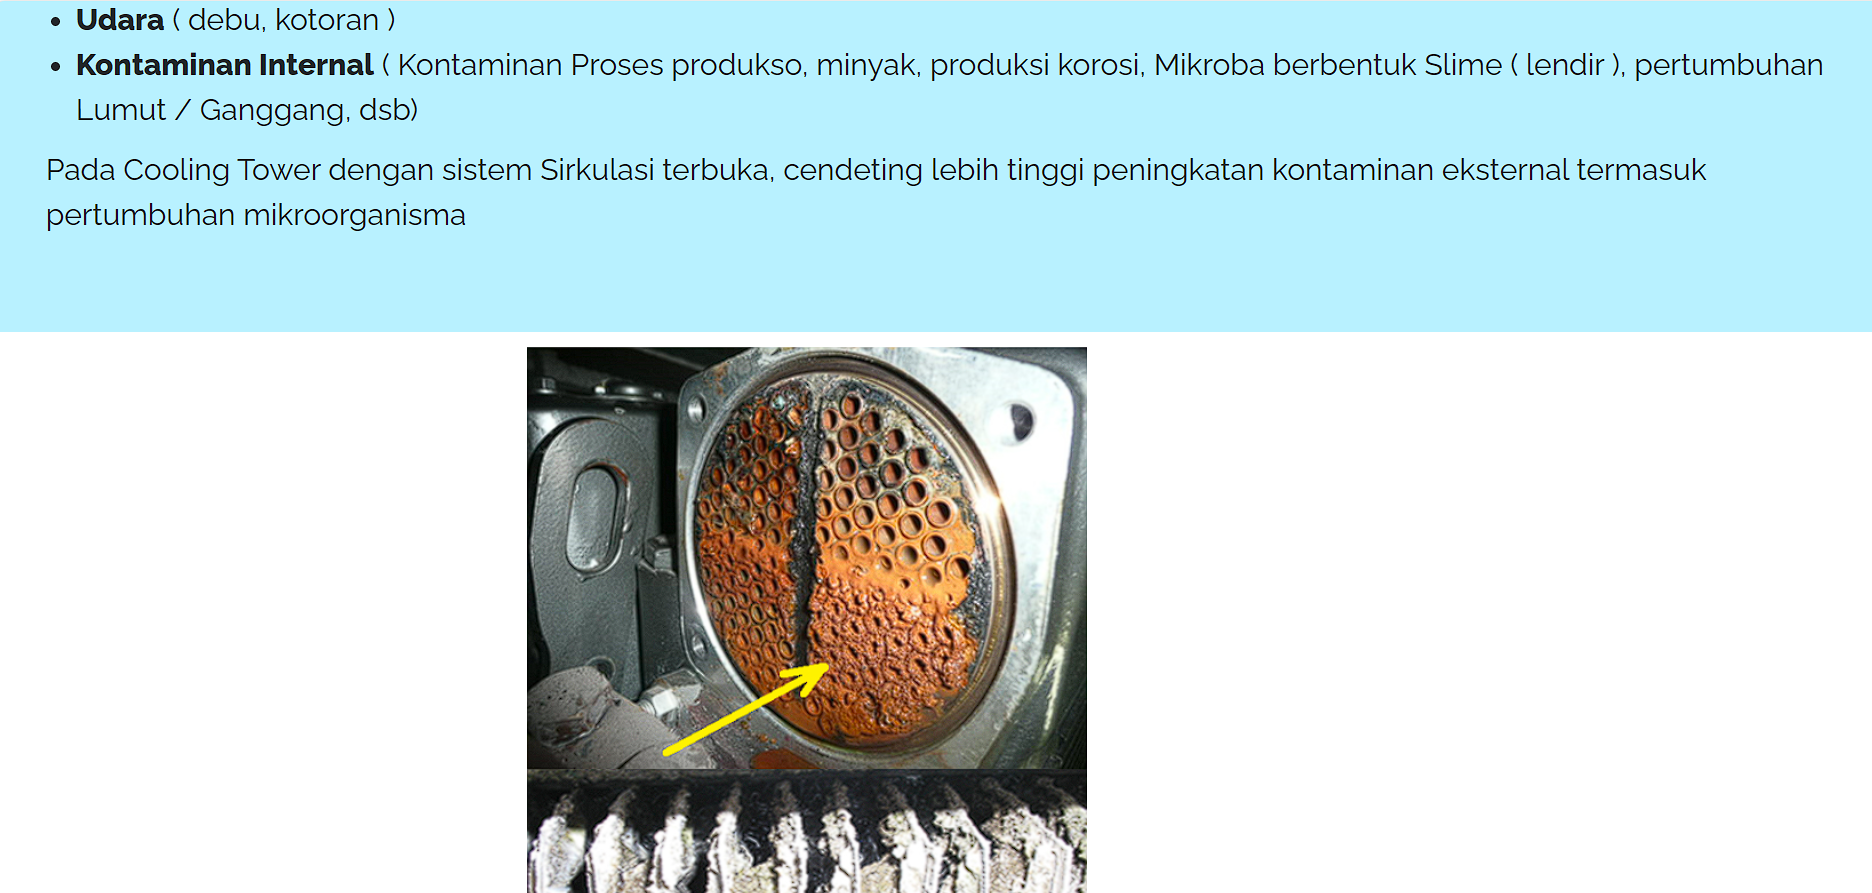 • Udara ( debu, kotoran )
• Kontaminan Internal ( Kontaminan Proses produkso, minyak, produksi korosi, Mikroba berbentuk Slime ( lendir ), pertumbuhan
Lumut / Ganggang, dsb)
Pada Cooling Tower dengan sistem Sirkulasi terbuka, cendeting lebih tinggi peningkatan kontaminan eksternal termasuk
pertumbuhan mikroorganisma